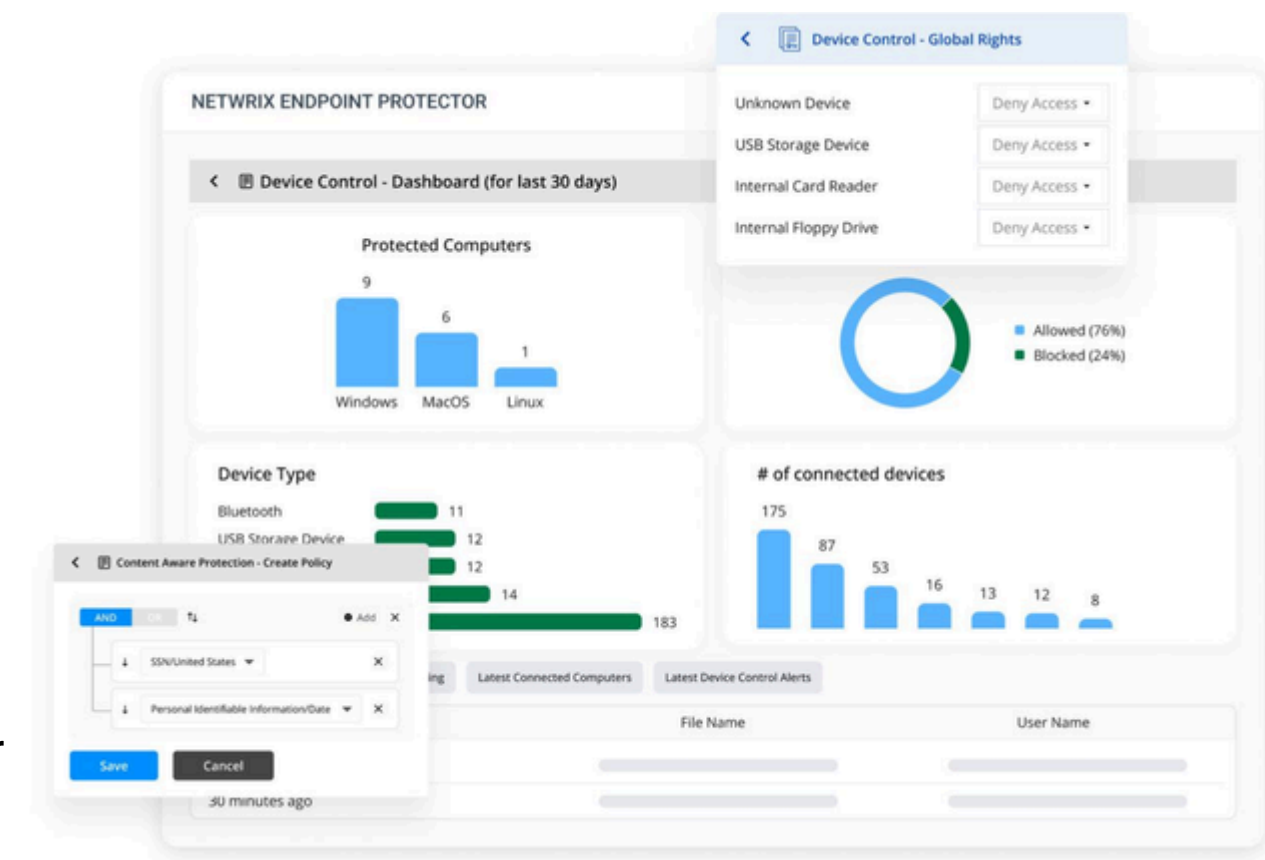 Device Control - Global Rights
Unknown Device Deny Access
USB Storage Device Deny Access
Internal Card Reader Deny Access
Internal Floppy Drive Deny Access
NETWRIX ENDPOINT PROTECTOR
Device Control - Dashboard (for last 30 days)
Protected Computers
9
6
1
Windows MacOS Linux
Allowed (76%)
Blocked (24%)
Device Type
Bluetooth 11
USB Storage Device 12
12
14
183
# of connected devices
175
87
53
16
13
12
8
Content Aware Protection - Create Policy
AND OR Add
SSN/United States
Personal Identifiable Information/Date
Save Cancel
Latest Connected Computers Latest Device Control Alerts
File Name User Name
30 minutes ago